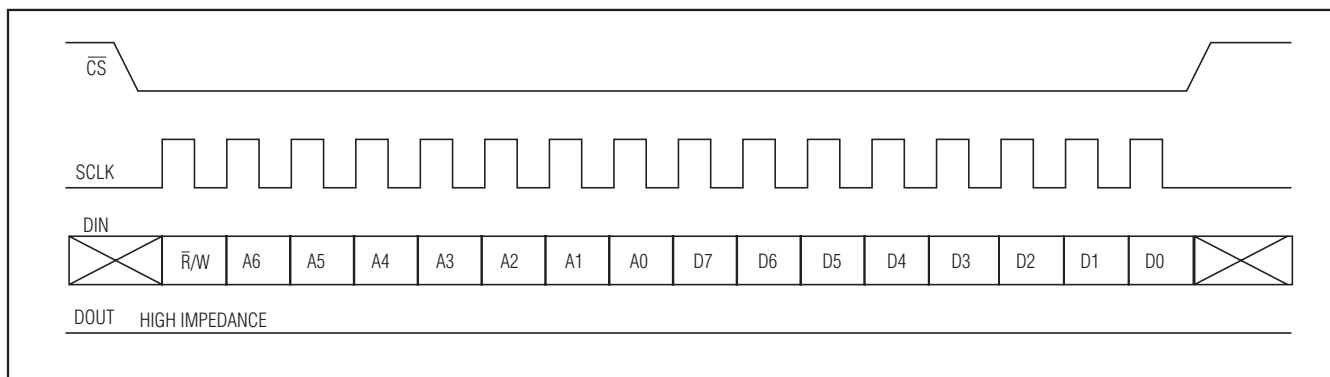 C̅S̅
SCLK
DIN
R̅/W A6 A5 A4 A3 A2 A1 A0 D7 D6 D5 D4 D3 D2 D1 D0
DOUT HIGH IMPEDANCE